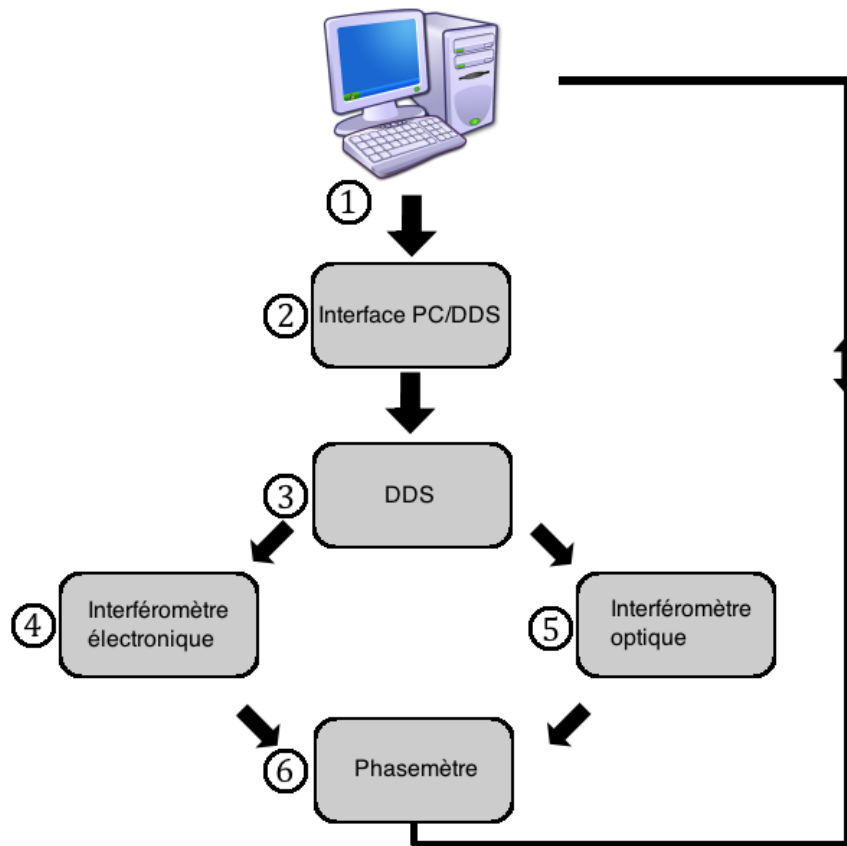 1
2
Interface PC/DDS
3
DDS
4
Interféromètre
électronique
5
Interféromètre
optique
6
Phasemètre